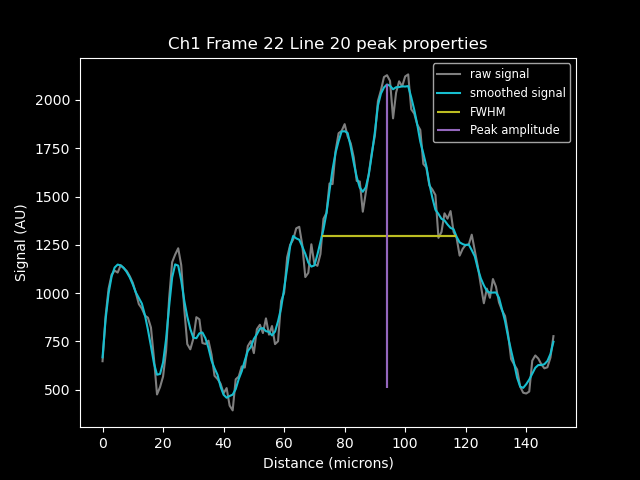 Ch1 Frame 22 Line 20 peak properties
raw signal
smoothed signal
FWHM
Peak amplitude
Signal (AU)
2000
1750
1500
1250
1000
750
500
0 20 40 60 80 100 120 140
Distance (microns)